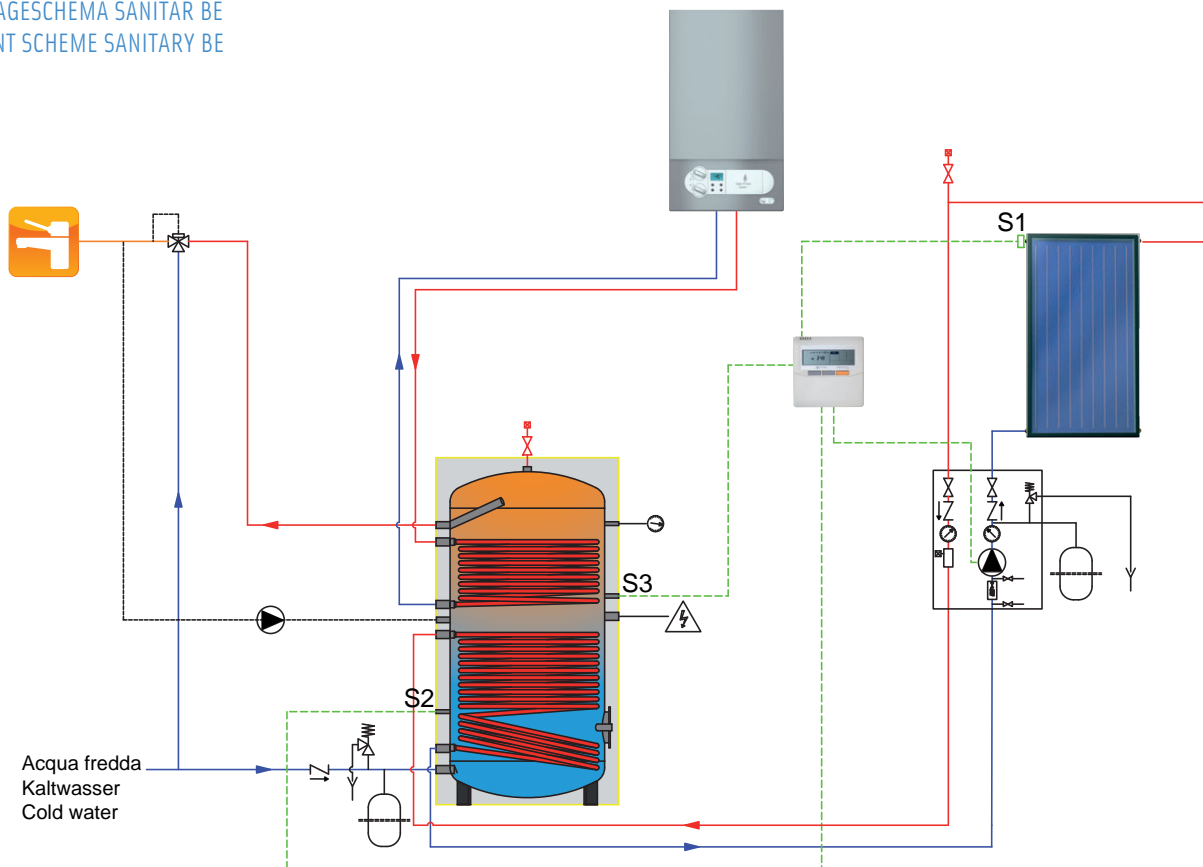 AGESCHEMA SANITAR BE
NT SCHEME SANITARY BE
S1
S3
S2
Acqua fredda
Kaltwasser
Cold water